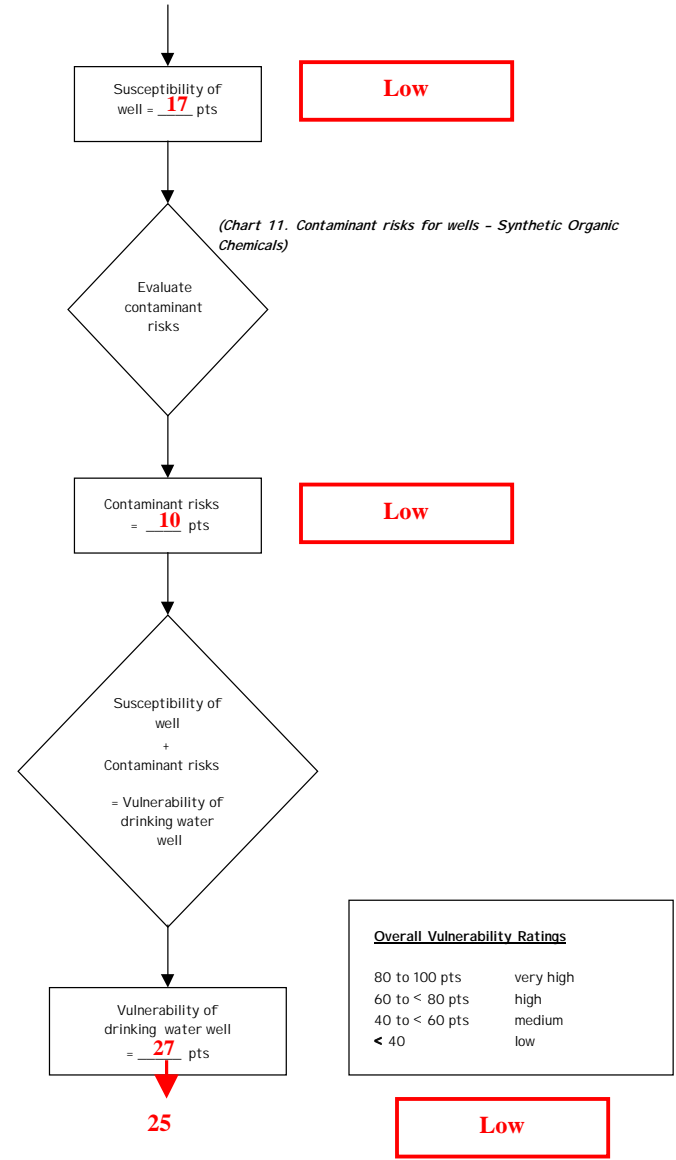 Susceptibility of
well = 17 pts
Low
(Chart 11. Contaminant risks for wells – Synthetic Organic
Chemicals)
Evaluate
contaminant
risks
Contaminant risks
= 10 pts
Low
Susceptibility of
well
+
Contaminant risks
= Vulnerability of
drinking water
well
Overall Vulnerability Ratings
80 to 100 pts very high
60 to < 80 pts high
40 to < 60 pts medium
< 40 low
Vulnerability of
drinking water well
= 27 pts
25
Low